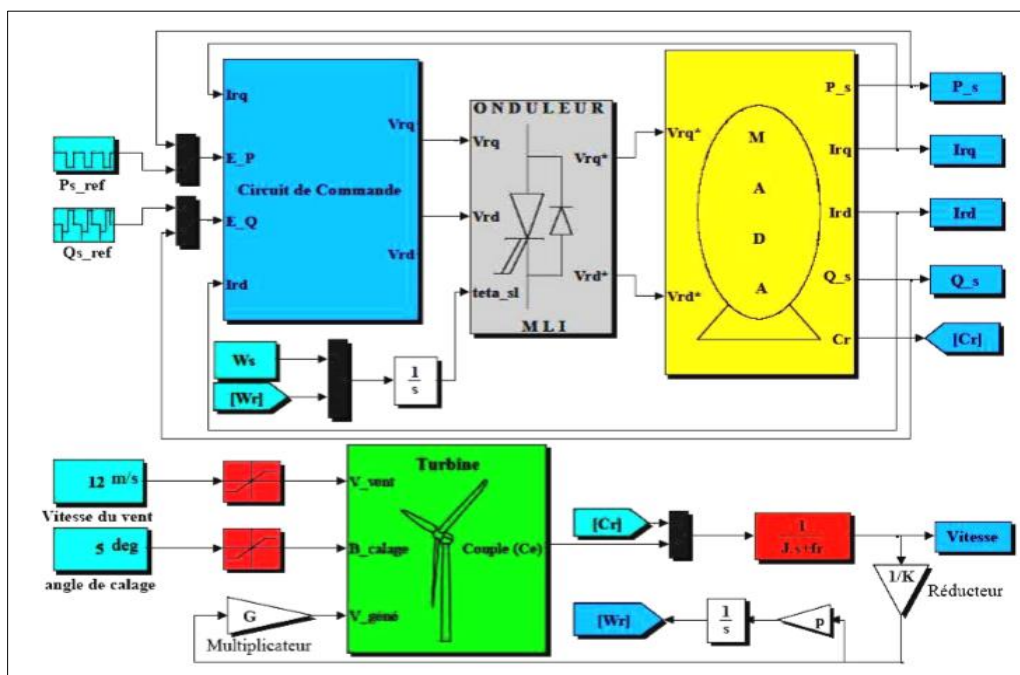 Ps_ref
Qs_ref
Irq
E_P
Circuit de Commande
E_Q
Ird
Vrq
Vrd
ONDULEUR
Vrq
Vrd
teta_sl
Vrq*
Vrd*
MLI
Vrq*
Vrd*
M
A
D
A
P_s
Irq
Ird
Q_s
Cr
P_s
Irq
Ird
Q_s
[Cr]
Ws
[Wr]
1
s
12 m/s
Vitesse du vent
5 deg
angle de calage
G
Multiplicateur
Turbine
V_vent
B_calage
V_géné
Couple (Ce)
[Cr]
1
J.s+fr
Vitesse
1/K
Réducteur
[Wr]
1
s
p